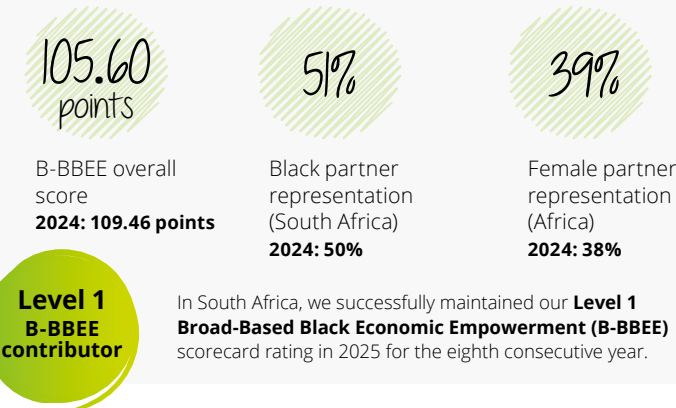 105.60
points
B-BBEE overall
score
2024: 109.46 points
51%
Black partner
representation
(South Africa)
2024: 50%
39%
Female partner
representation
(Africa)
2024: 38%
Level 1
B-BBEE
contributor
In South Africa, we successfully maintained our Level 1
Broad-Based Black Economic Empowerment (B-BBEE)
scorecard rating in 2025 for the eighth consecutive year.